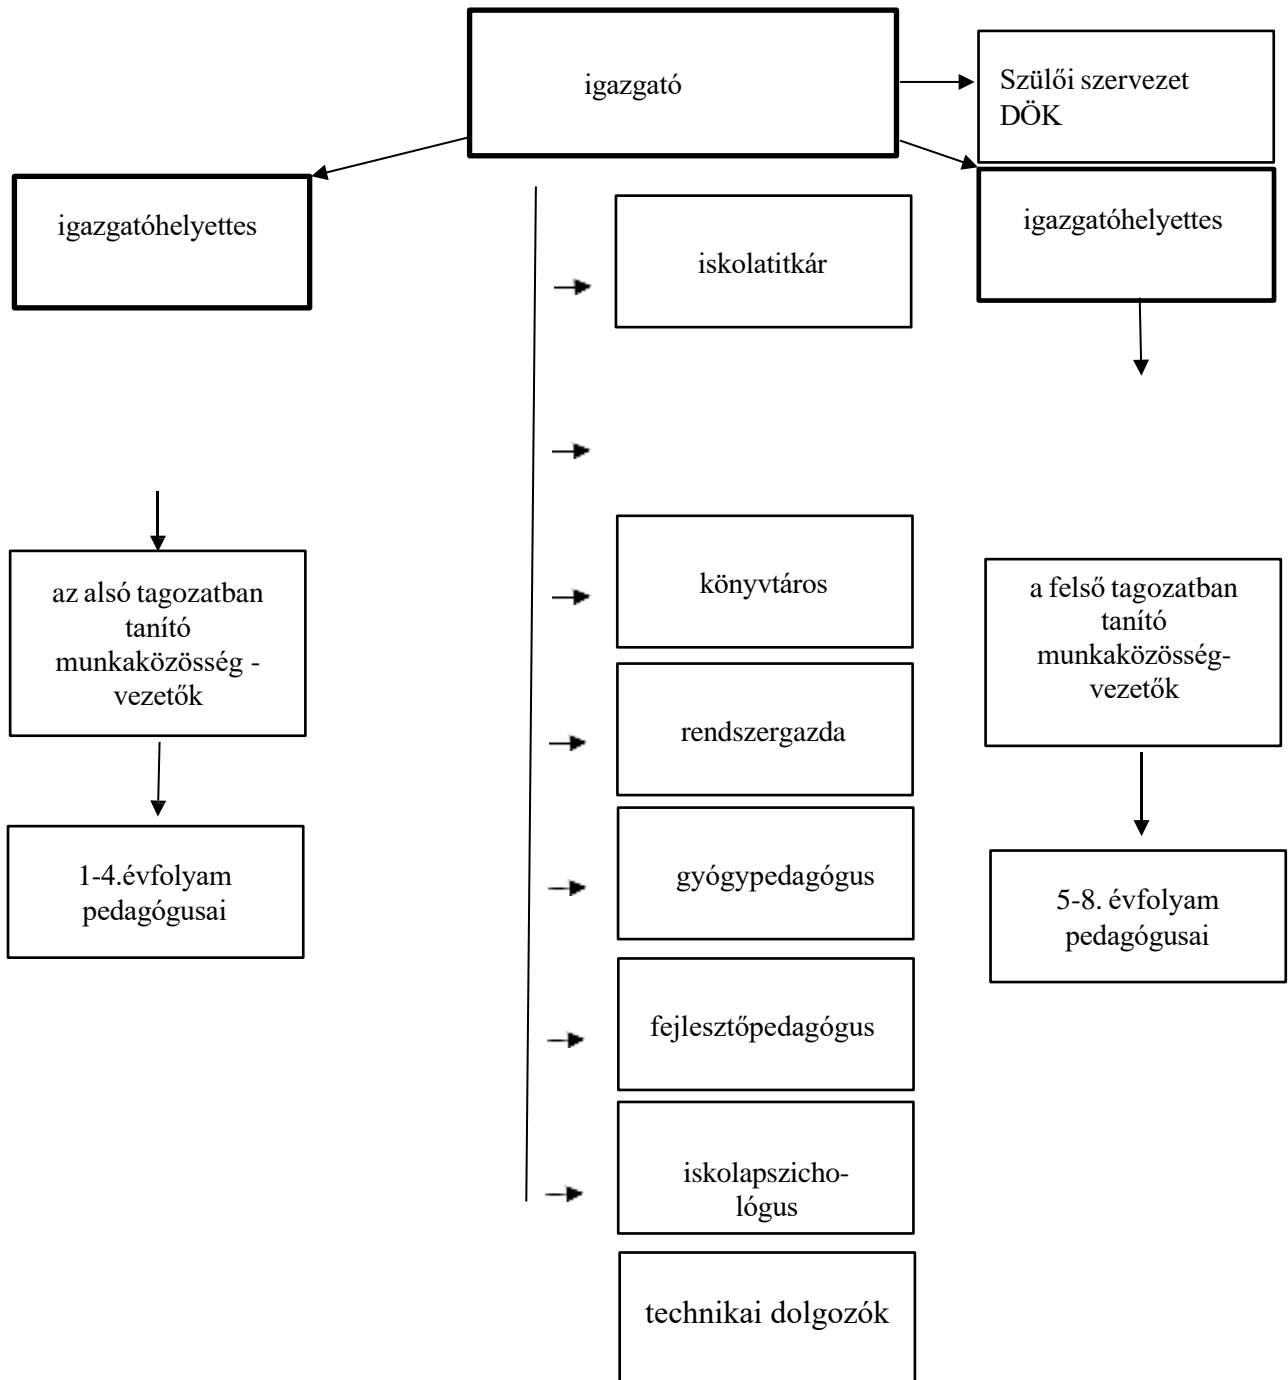 igazgató
Szülői szervezet
DÖK
igazgatóhelyettes
igazgatóhelyettes
iskolatitkár
könyvtáros
az alsó tagozatban
tanító
munkaközösség -
vezetők
a felső tagozatban
tanító
munkaközösség-
vezetők
rendszergazda
1-4.évfolyam
pedagógusai
gyógypedagógus
5-8. évfolyam
pedagógusai
fejlesztőpedagógus
iskolapszicho-
lógus
technikai dolgozók